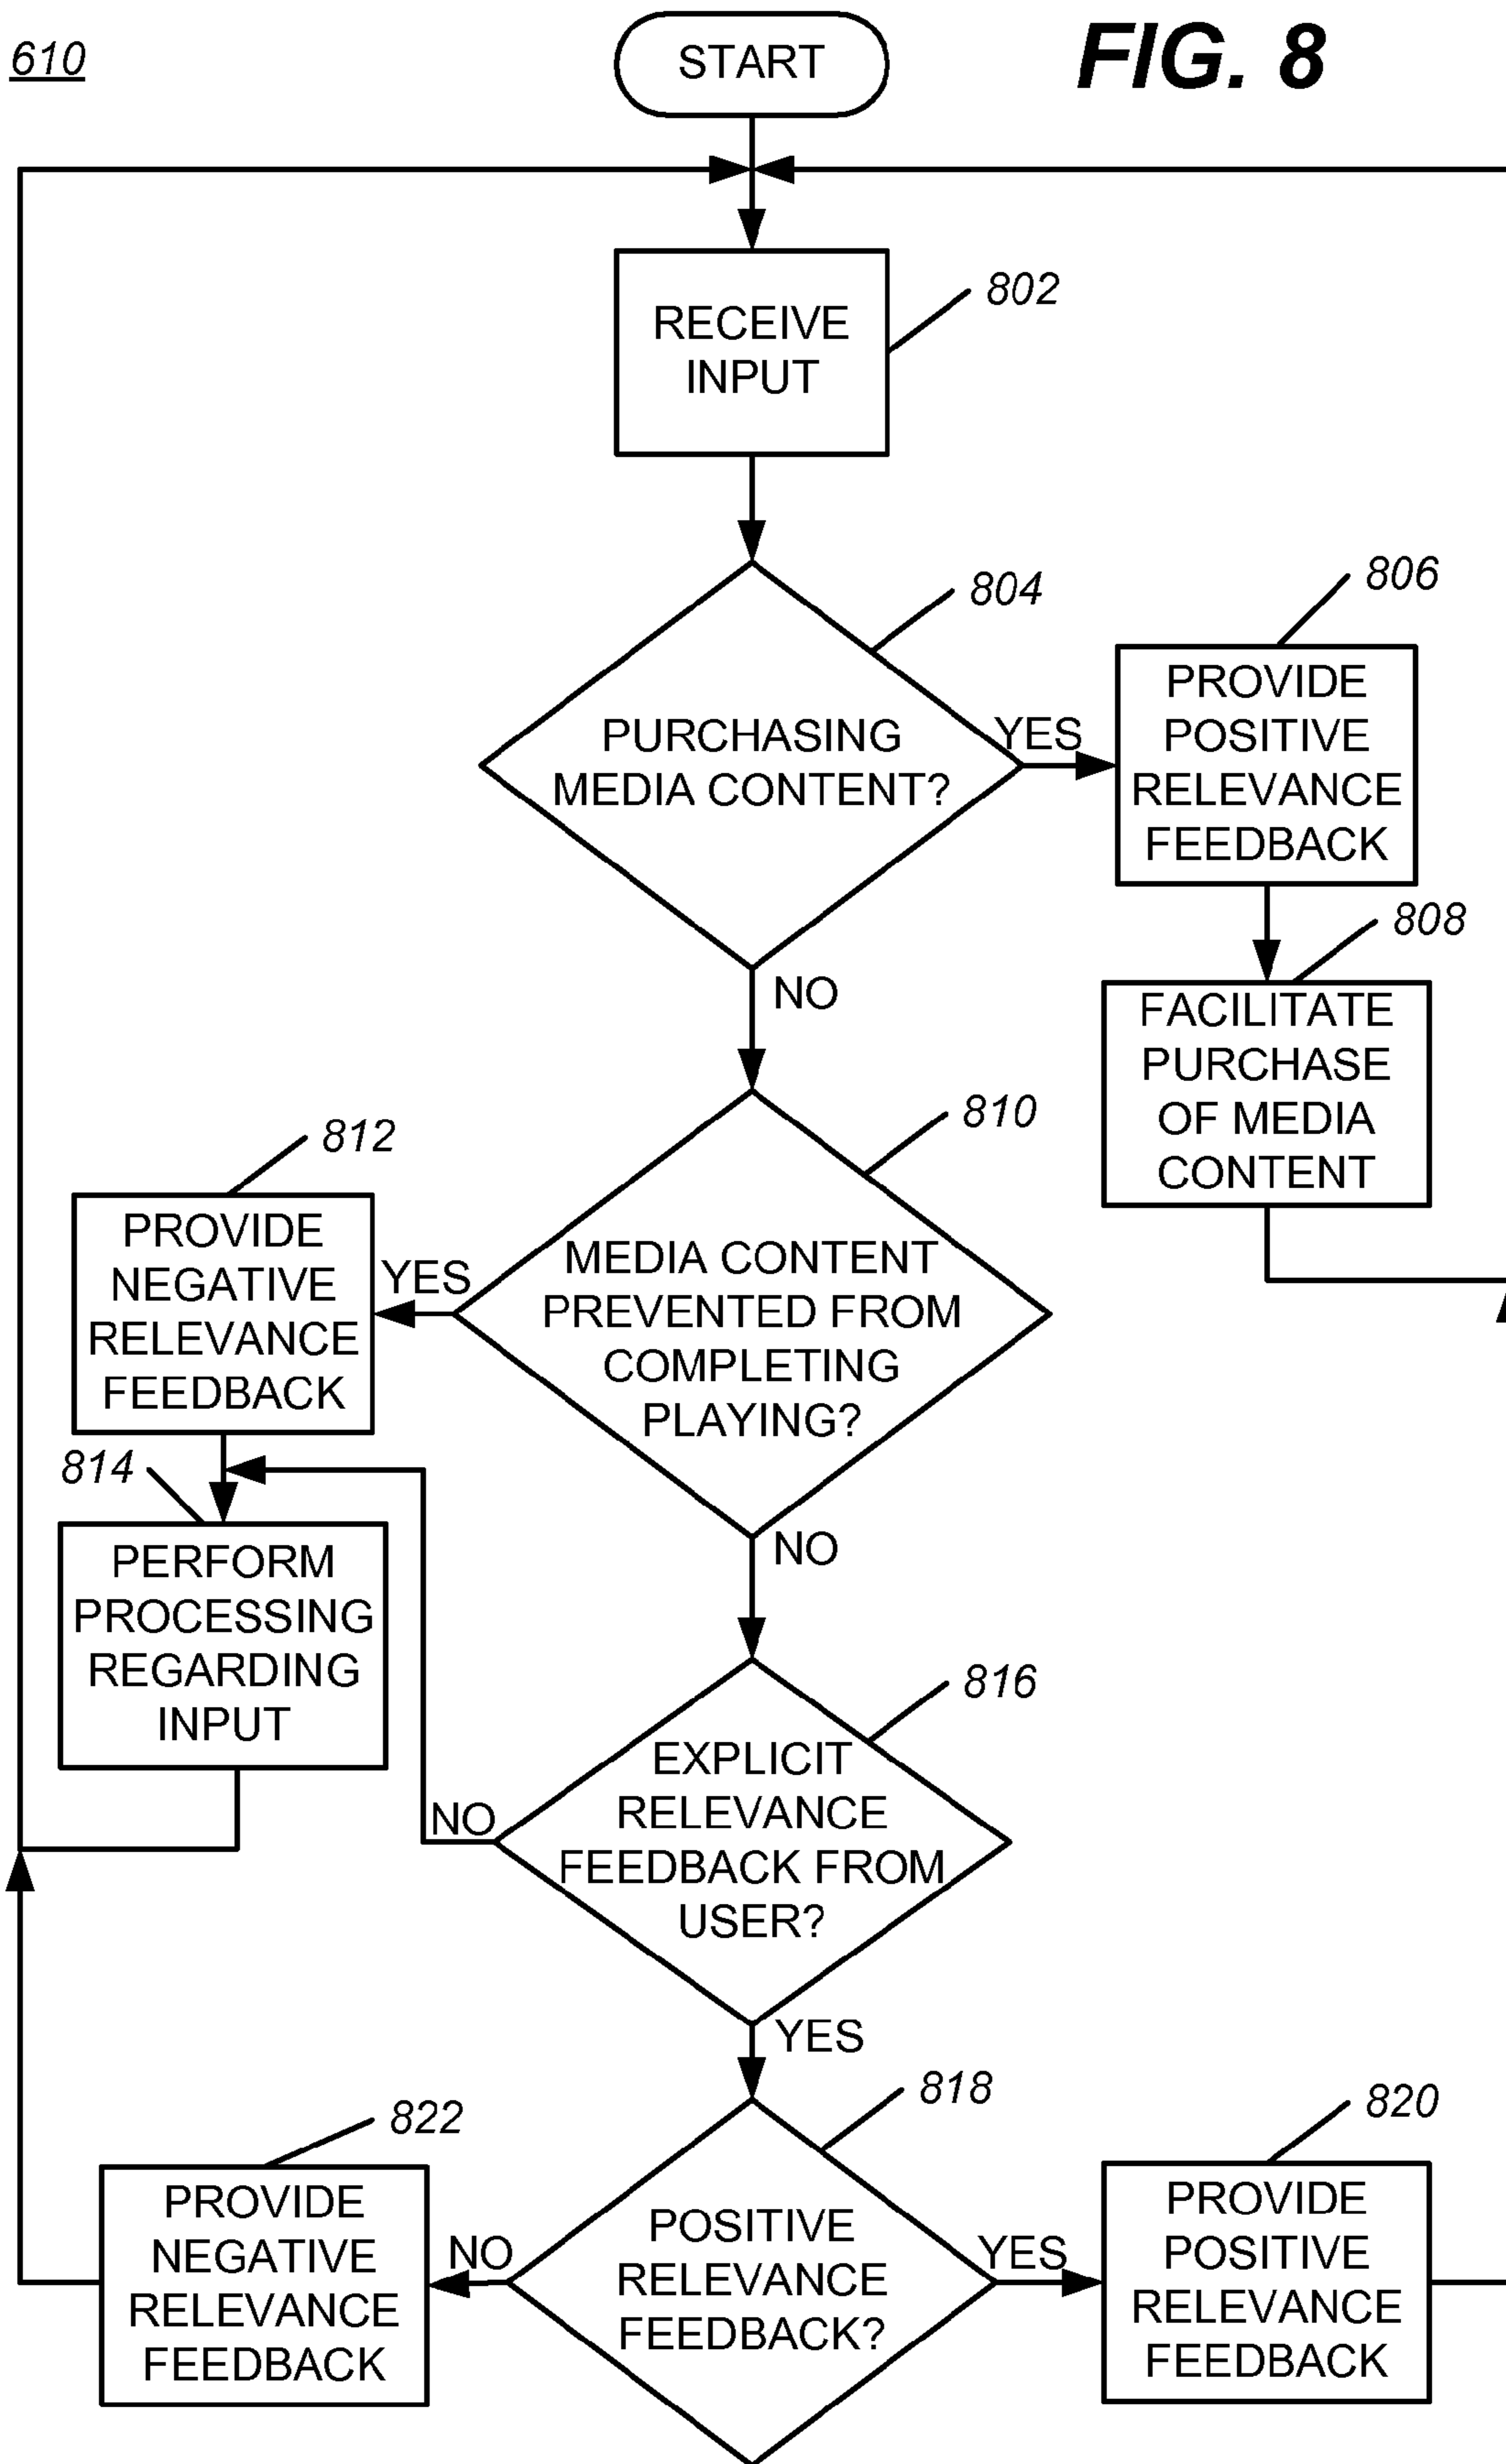 610
START
FIG. 8
RECEIVE
INPUT
802
PURCHASING
MEDIA CONTENT?
804
YES
NO
PROVIDE
POSITIVE
RELEVANCE
FEEDBACK
806
FACILITATE
PURCHASE
OF MEDIA
CONTENT
808
MEDIA CONTENT
PREVENTED FROM
COMPLETING
PLAYING?
810
YES
NO
PROVIDE
NEGATIVE
RELEVANCE
FEEDBACK
812
814
PERFORM
PROCESSING
REGARDING
INPUT
EXPLICIT
RELEVANCE
FEEDBACK FROM
USER?
816
NO
YES
POSITIVE
RELEVANCE
FEEDBACK?
818
NO
YES
PROVIDE
NEGATIVE
RELEVANCE
FEEDBACK
822
PROVIDE
POSITIVE
RELEVANCE
FEEDBACK
820